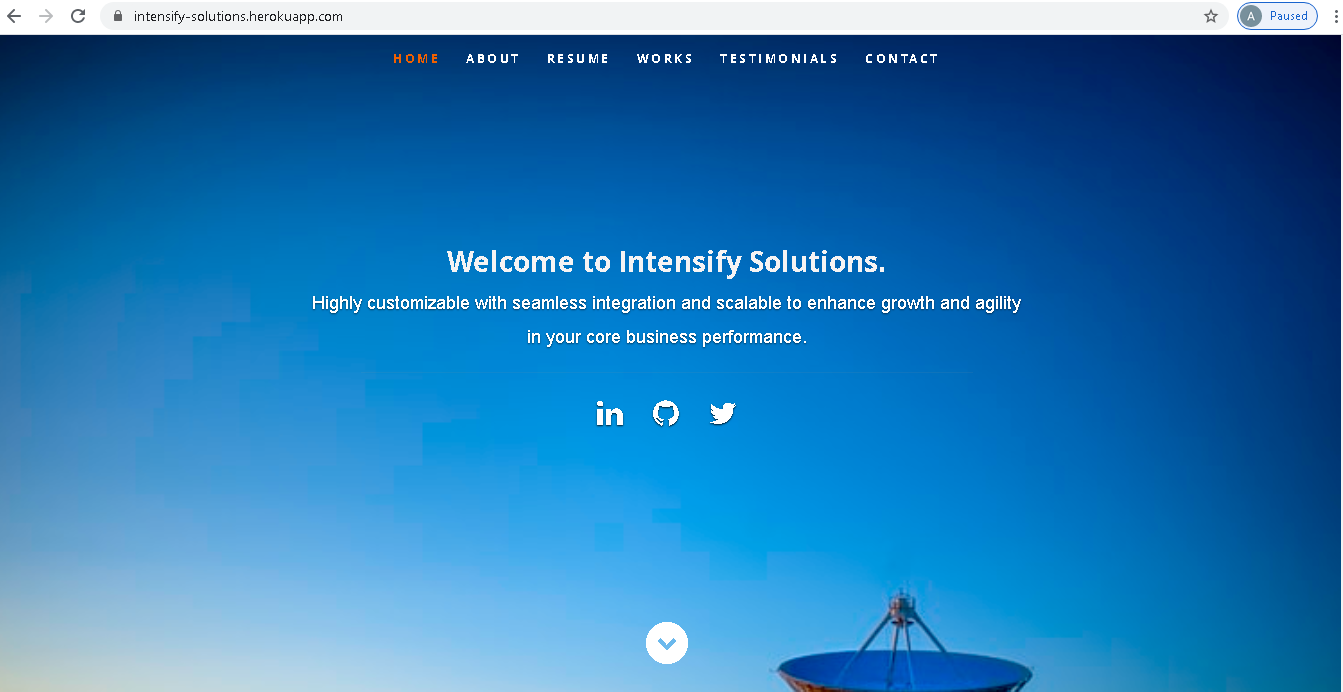 intensify-solutions.herokuapp.com
A Paused
HOME ABOUT RESUME WORKS TESTIMONIALS CONTACT
Welcome to Intensify Solutions.
Highly customizable with seamless integration and scalable to enhance growth and agility
in your core business performance.
in